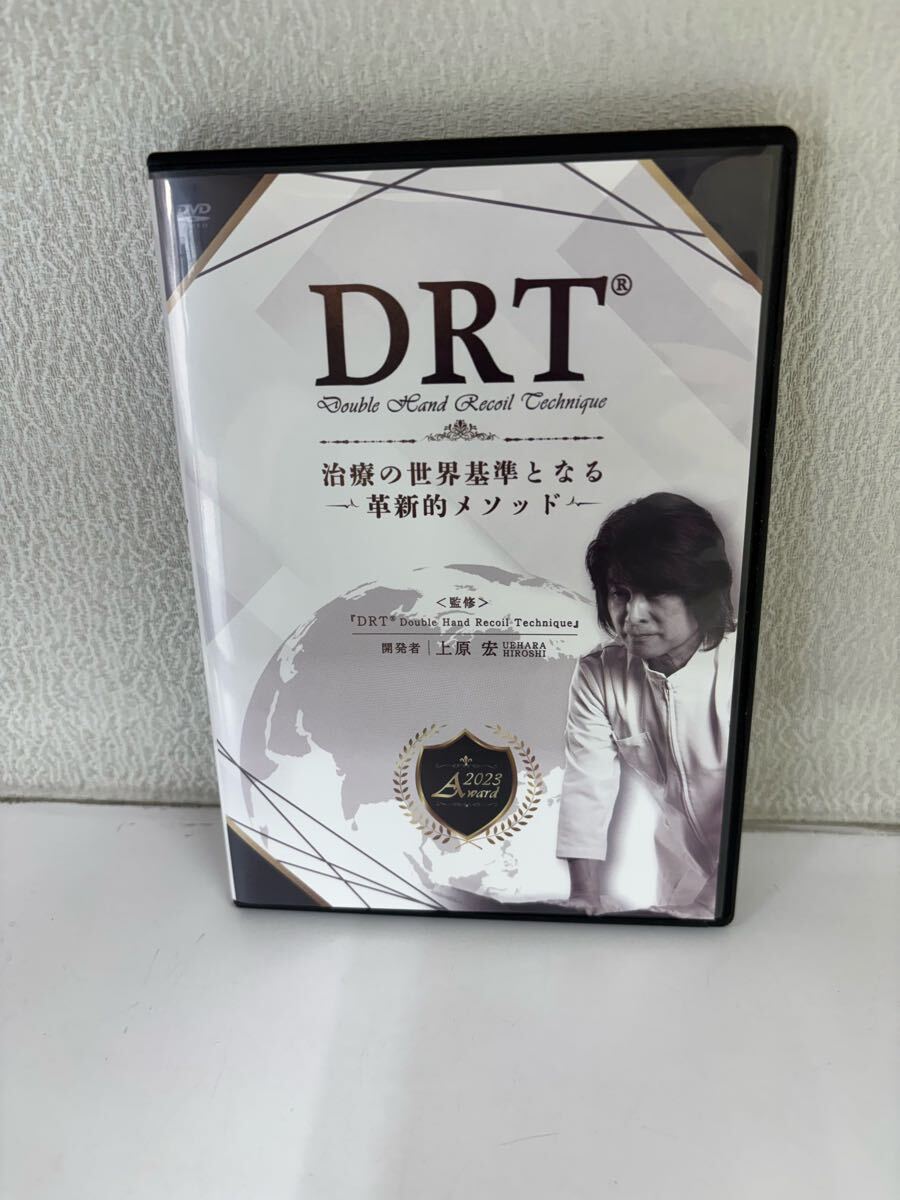 DVD
VIDEO
DRT®
Double Hand Recoil Technique
治療の世界基準となる
革新的メソッド
＜監修＞
『DRT® Double Hand Recoil Technique』
開発者｜上原 宏 UEHARA HIROSHI
2023
Award